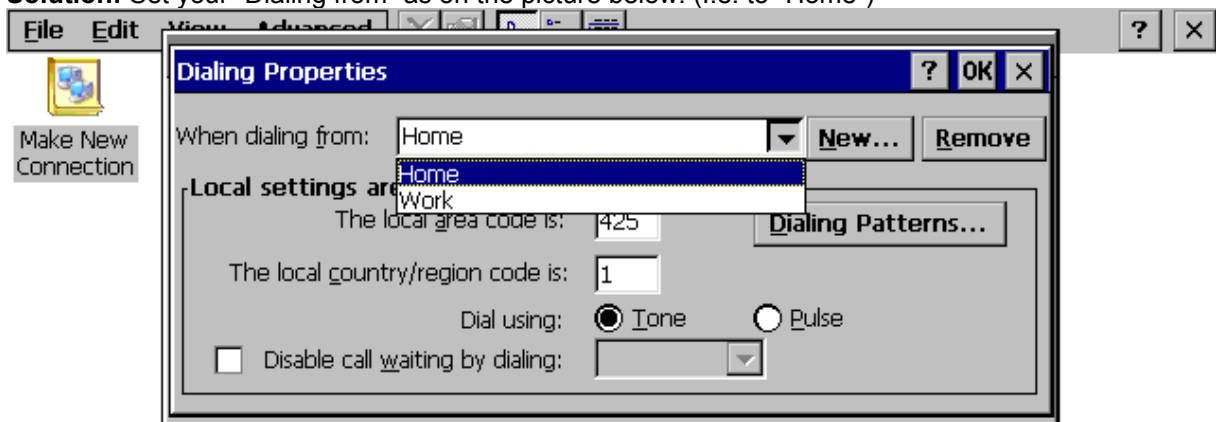 Solution: Set your "Dialing from" as on the picture below. (i.e. to "Home")
File Edit View Advanced ? ×
Dialing Properties ? OK ×
Make New
Connection
When dialing from: Home New... Remove
Home
Work
Local settings are
The local area code is: 425 Dialing Patterns...
The local country/region code is: 1
Dial using: Tone Pulse
Disable call waiting by dialing: